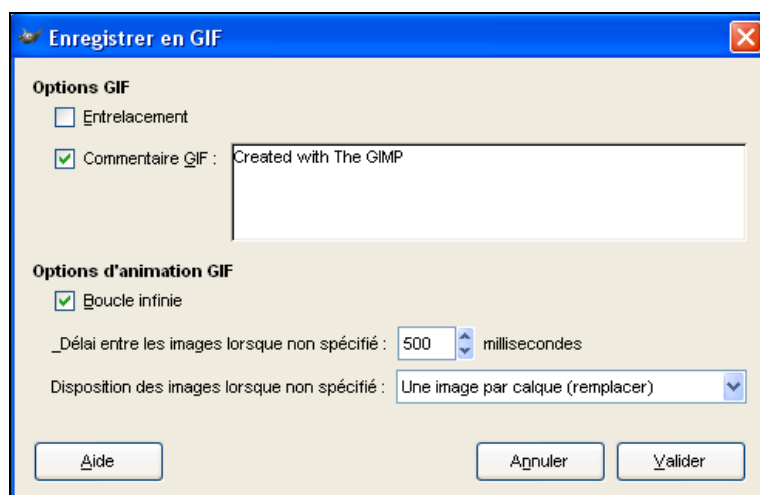 Enregistrer en GIF
Options GIF
Entrelacement
Commentaire GIF : Created with The GIMP
Options d'animation GIF
Boucle infinie
_Délai entre les images lorsque non spécifié : 500 millisecondes
Disposition des images lorsque non spécifié : Une image par calque (remplacer)
Aide Annuler Valider